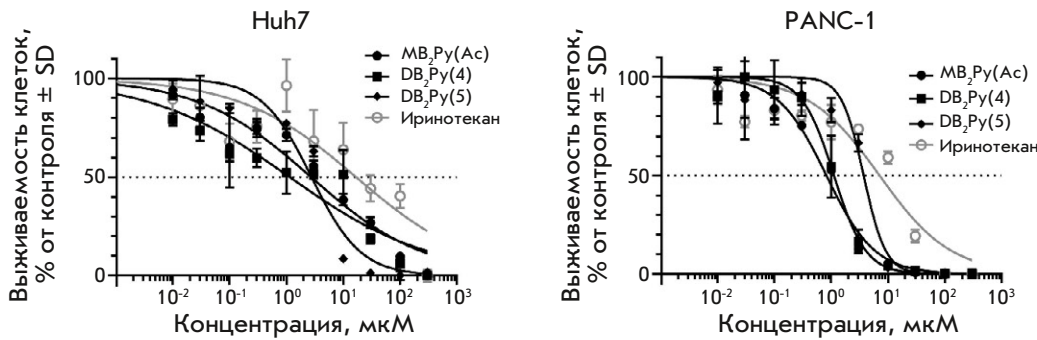 Huh7
Выживаемость клеток,
% от контроля ± SD
100
50
0
MB₂Py(Ac)
DB₂Py(4)
DB₂Py(5)
Иринотекан
10⁻² 10⁻¹ 10⁰ 10¹ 10² 10³
Концентрация, мкМ
PANC-1
Выживаемость клеток,
% от контроля ± SD
100
50
0
MB₂Py(Ac)
DB₂Py(4)
DB₂Py(5)
Иринотекан
10⁻² 10⁻¹ 10⁰ 10¹ 10² 10³
Концентрация, мкМ